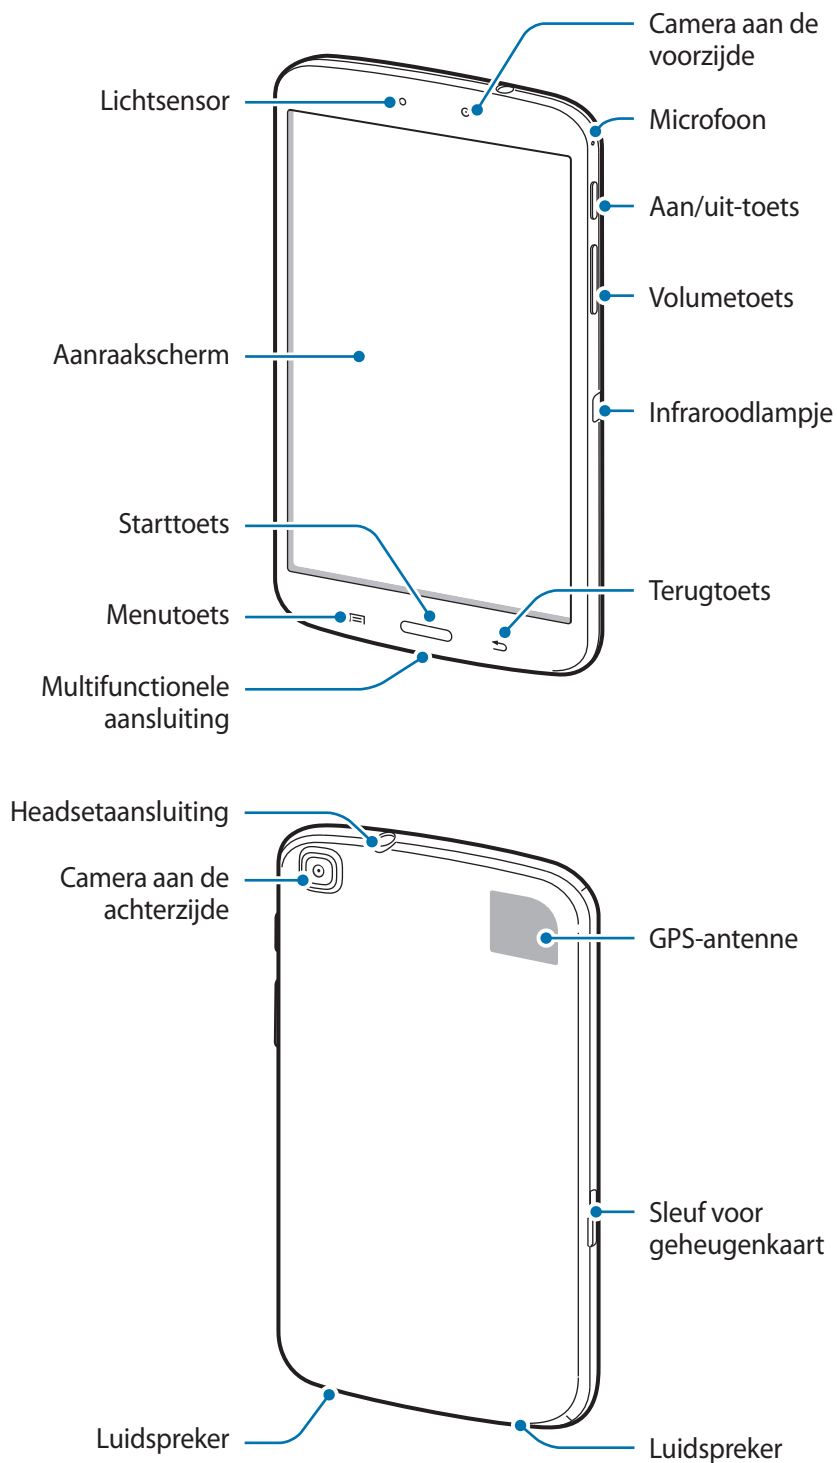 Camera aan de
voorzijde
Lichtsensor
Microfoon
Aan/uit-toets
Volumetoets
Aanraakscherm
Infraroodlampje
Starttoets
Terugtoets
Menutoets
Multifunctionele
aansluiting
Headsetaansluiting
Camera aan de
achterzijde
GPS-antenne
Sleuf voor
geheugenkaart
Luidspreker
Luidspreker